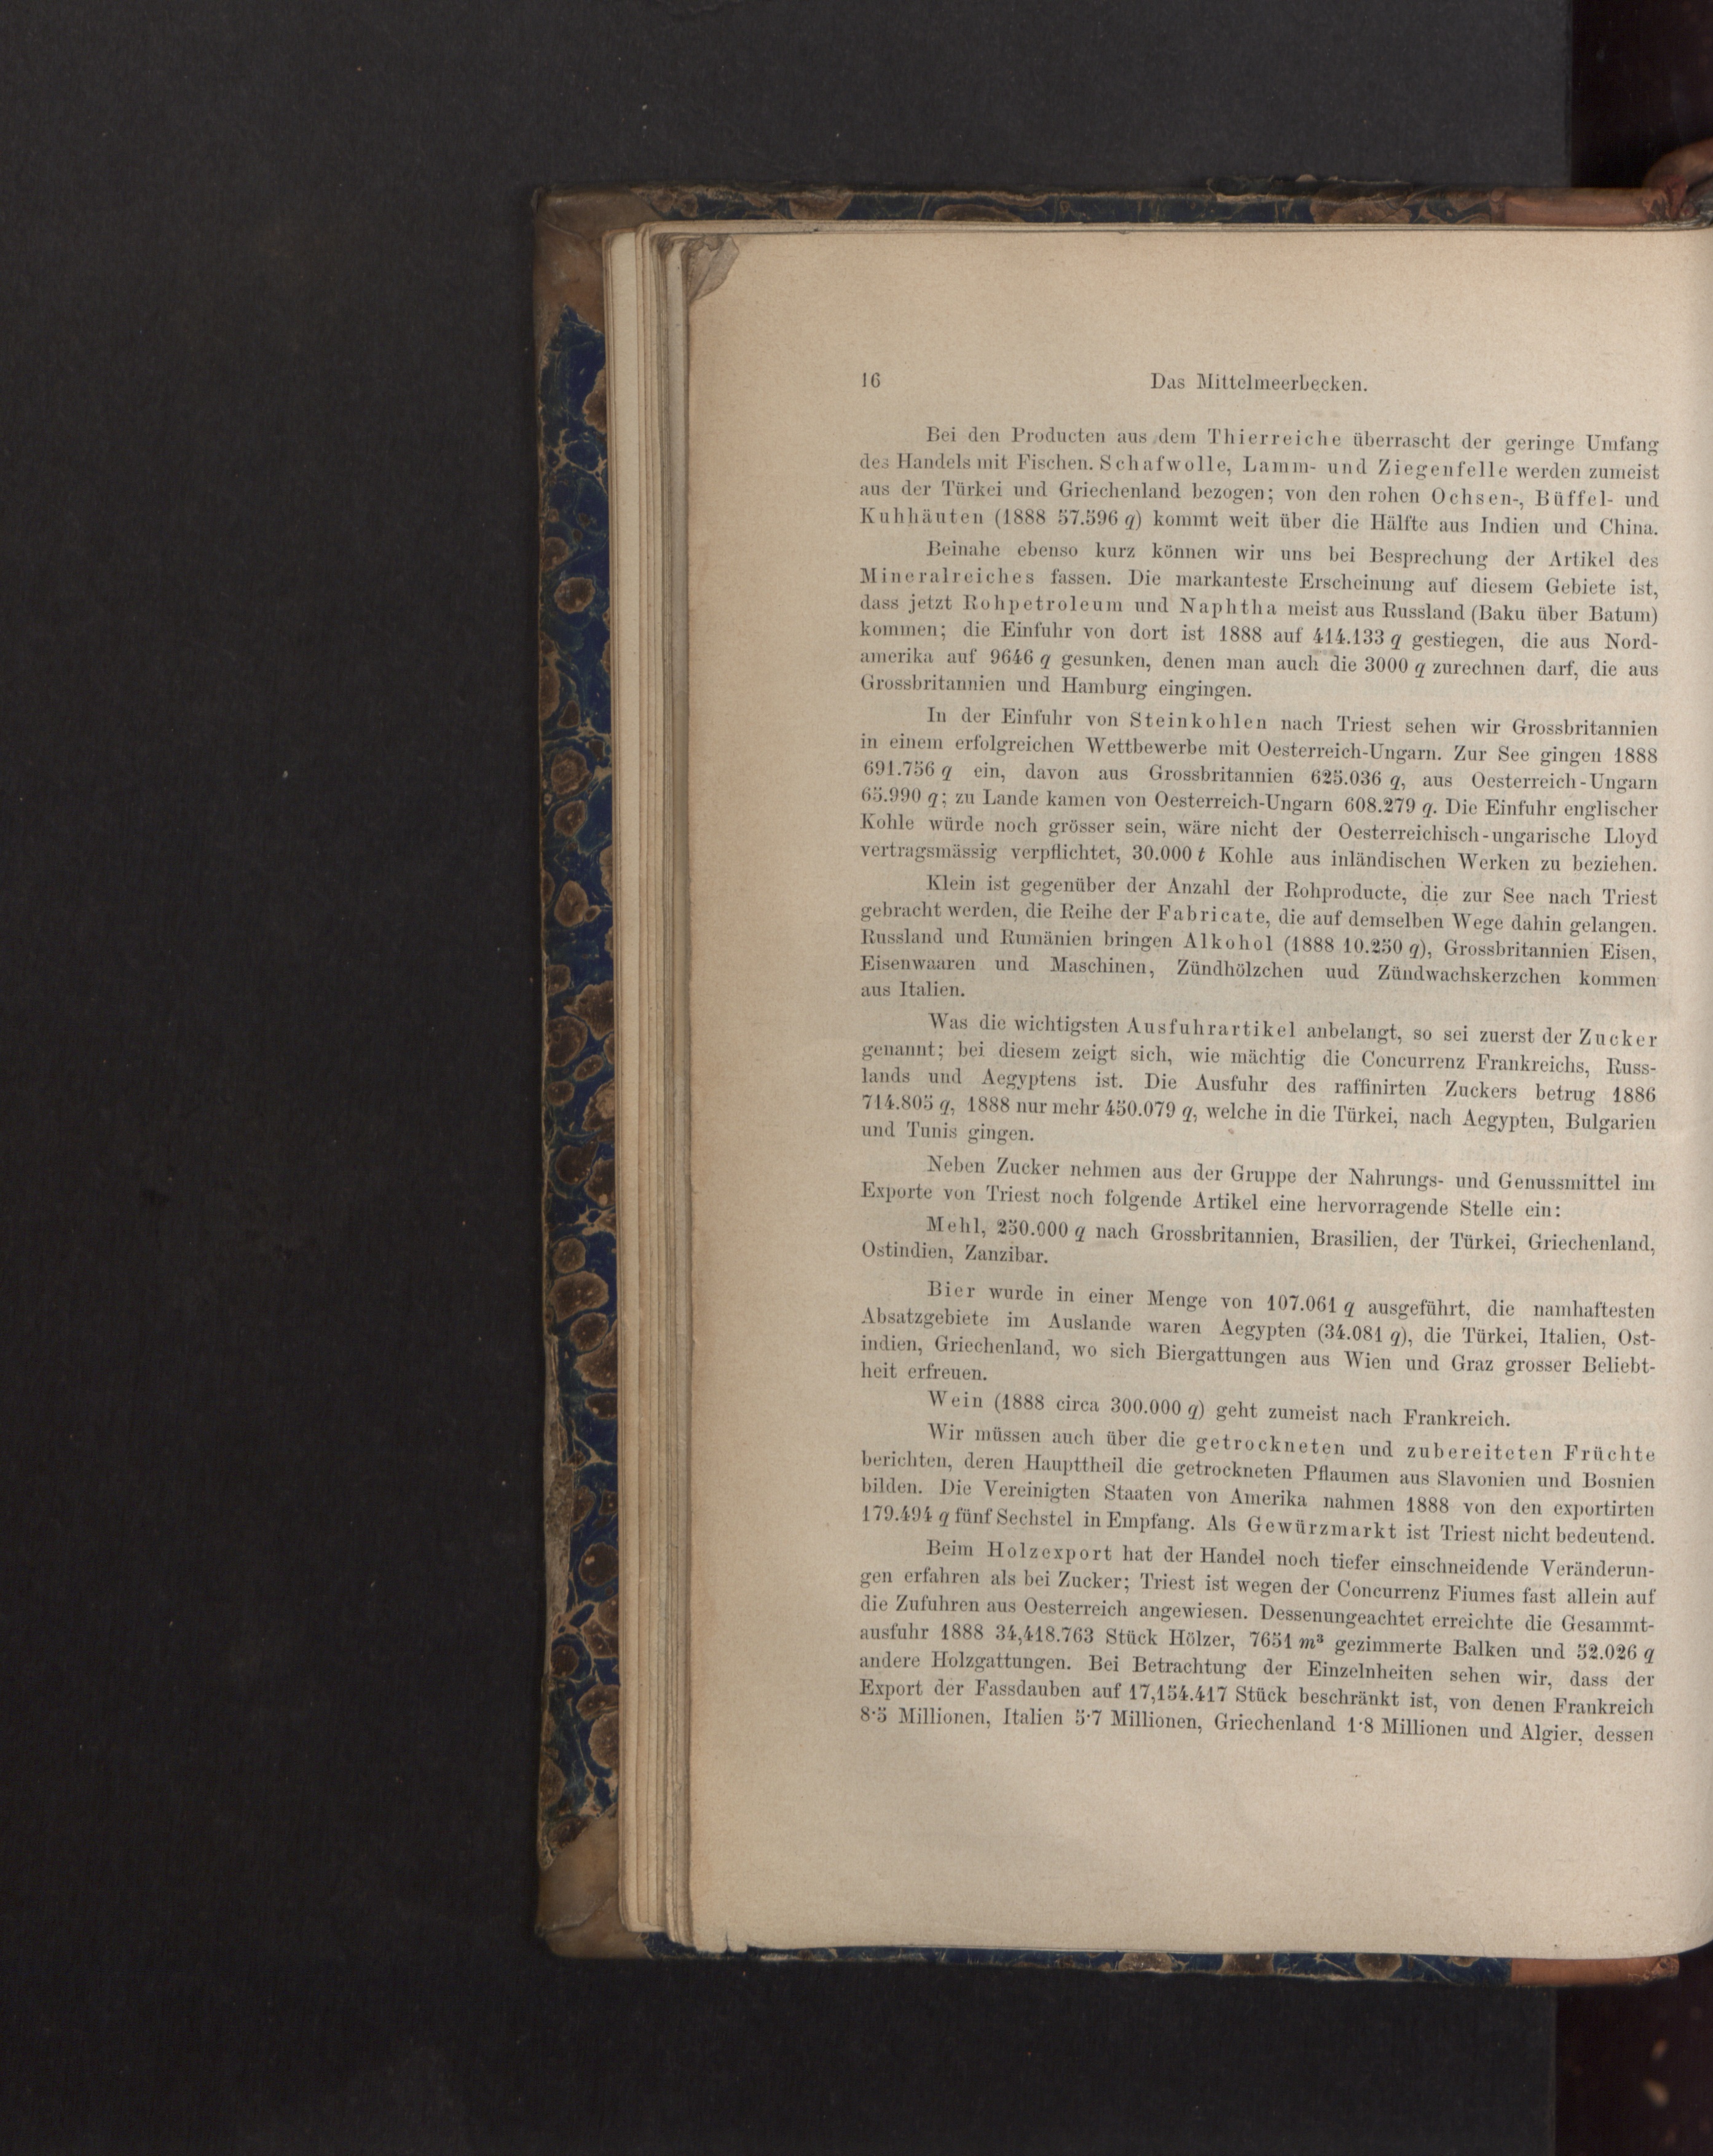 16
Das Mittelmeerbecken.
Bei den Producten aus dem Thierreiche überrascht der geringe Umfang
des Handels mit Fischen. Schafwolle, Lamm- und Ziegenfelle werden zumeist
aus der Türkei und Griechenland bezogen; von den rohen Ochsen-, Büffel- und
Kuhhäuten (1888 57.596 q) kommt weit über die Hälfte aus Indien und China.
Beinahe ebenso kurz können wir uns bei Besprechung der Artikel des
Mineralreiches fassen. Die markanteste Erscheinung auf diesem Gebiete ist,
dass jetzt Rohpetroleum und Naphtha meist aus Russland (Baku über Batum)
kommen; die Einfuhr von dort ist 1888 auf 414.133 q gestiegen, die aus Nord-
amerika auf 9646 q gesunken, denen man auch die 3000 q zurechnen darf, die aus
Grossbritannien und Hamburg eingingen.
In der Einfuhr von Steinkohlen nach Triest sehen wir Grossbritannien
in einem erfolgreichen Wettbewerbe mit Oesterreich-Ungarn. Zur See gingen 1888
691.756 q ein, davon aus Grossbritannien 625.036 q, aus Oesterreich-Ungarn
65.990 q; zu Lande kamen von Oesterreich-Ungarn 608.279 q. Die Einfuhr englischer
Kohle würde noch grösser sein, wäre nicht der Oesterreichisch-ungarische Lloyd
vertragsmässig verpflichtet, 30.000 t Kohle aus inländischen Werken zu beziehen.
Klein ist gegenüber der Anzahl der Rohproducte, die zur See nach Triest
gebracht werden, die Reihe der Fabricate, die auf demselben Wege dahin gelangen.
Russland und Rumänien bringen Alkohol (1888 10.250 q), Grossbritannien Eisen,
Eisenwaaren und Maschinen, Zündhölzchen uud Zündwachskerzchen kommen
aus Italien.
Was die wichtigsten Ausfuhrartikel anbelangt, so sei zuerst der Zucker
genannt; bei diesem zeigt sich, wie mächtig die Concurrenz Frankreichs, Russ-
lands und Aegyptens ist. Die Ausfuhr des raffinirten Zuckers betrug 1886
714.805 q, 1888 nur mehr 450.079 q, welche in die Türkei, nach Aegypten, Bulgarien
und Tunis gingen.
Neben Zucker nehmen aus der Gruppe der Nahrungs- und Genussmittel im
Exporte von Triest noch folgende Artikel eine hervorragende Stelle ein:
Mehl, 250.000 q nach Grossbritannien, Brasilien, der Türkei, Griechenland,
Ostindien, Zanzibar.
Bier wurde in einer Menge von 107.061 q ausgeführt, die namhaftesten
Absatzgebiete im Auslande waren Aegypten (34.081 q), die Türkei, Italien, Ost-
indien, Griechenland, wo sich Biergattungen aus Wien und Graz grosser Beliebt-
heit erfreuen.
Wein (1888 circa 300.000 q) geht zumeist nach Frankreich.
Wir müssen auch über die getrockneten und zubereiteten Früchte
berichten, deren Haupttheil die getrockneten Pflaumen aus Slavonien und Bosnien
bilden. Die Vereinigten Staaten von Amerika nahmen 1888 von den exportirten
179.494 q fünf Sechstel in Empfang. Als Gewürzmarkt ist Triest nicht bedeutend.
Beim Holzexport hat der Handel noch tiefer einschneidende Veränderun-
gen erfahren als bei Zucker; Triest ist wegen der Concurrenz Fiumes fast allein auf
die Zufuhren aus Oesterreich angewiesen. Dessenungeachtet erreichte die Gesammt-
ausfuhr 1888 34,418.763 Stück Hölzer, 7651 m³ gezimmerte Balken und 52.026 q
andere Holzgattungen. Bei Betrachtung der Einzelnheiten sehen wir, dass der
Export der Fassdauben auf 17,154.417 Stück beschränkt ist, von denen Frankreich
8·5 Millionen, Italien 5·7 Millionen, Griechenland 1·8 Millionen und Algier, dessen